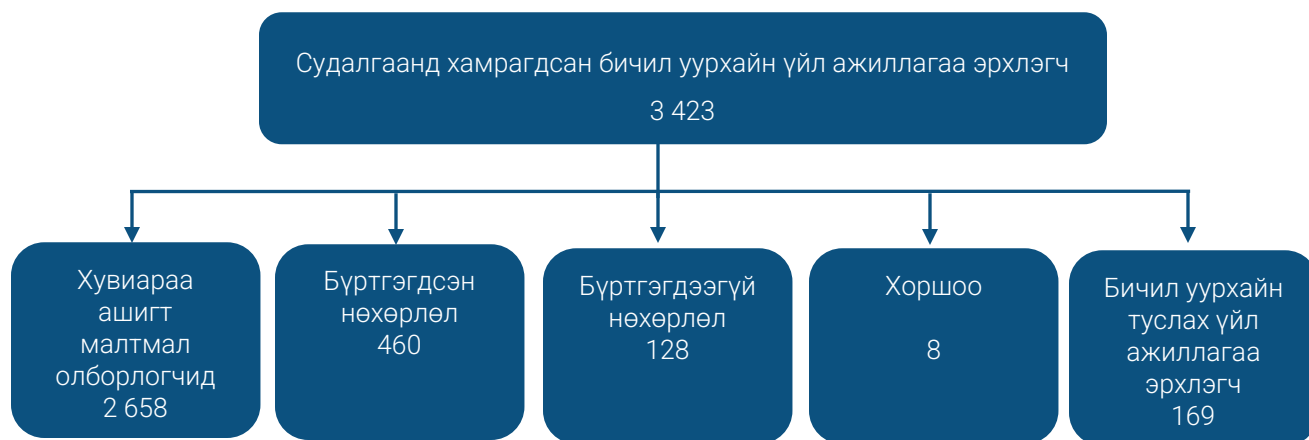 Судалгаанд хамрагдсан бичил уурхайн үйл ажиллагаа эрхлэгч
3 423
Хувиараа
ашигт
малтмал
олборлогчид
2 658
Бүртгэгдсэн
нөхөрлөл
460
Бүртгэгдээгүй
нөхөрлөл
128
Хоршоо
8
Бичил уурхайн
туслах үйл
ажиллагаа
эрхлэгч
169